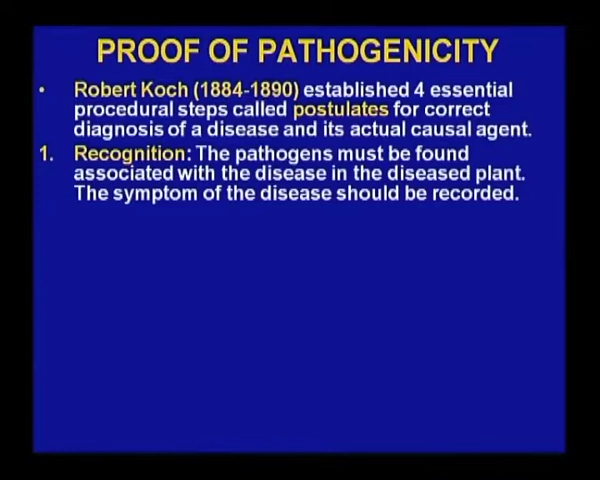 PROOF OF PATHOGENICITY
• Robert Koch (1884-1890) established 4 essential
procedural steps called postulates for correct
diagnosis of a disease and its actual causal agent.
1. Recognition: The pathogens must be found
associated with the disease in the diseased plant.
The symptom of the disease should be recorded.